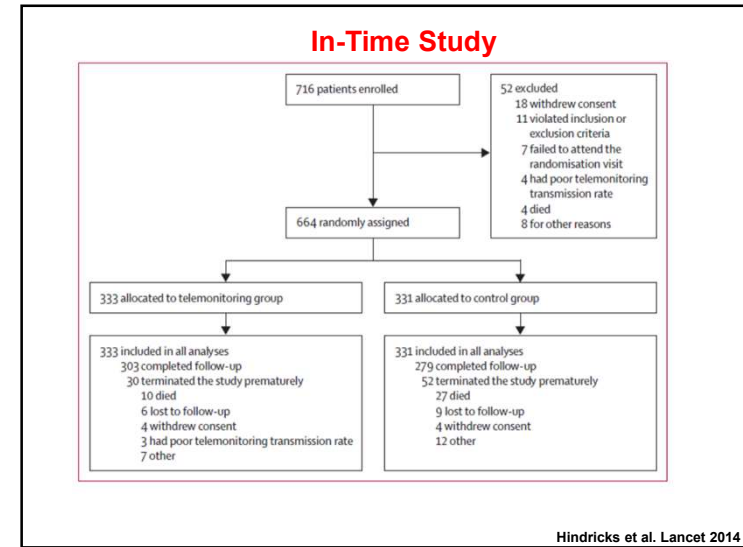 In-Time Study
716 patients enrolled
52 excluded
18 withdrew consent
11 violated inclusion or
exclusion criteria
7 failed to attend the
randomisation visit
4 had poor telemonitoring
transmission rate
4 died
8 for other reasons
664 randomly assigned
333 allocated to telemonitoring group
331 allocated to control group
333 included in all analyses
303 completed follow-up
30 terminated the study prematurely
10 died
6 lost to follow-up
4 withdrew consent
3 had poor telemonitoring transmission rate
7 other
331 included in all analyses
279 completed follow-up
52 terminated the study prematurely
27 died
9 lost to follow-up
4 withdrew consent
12 other
Hindricks et al. Lancet 2014